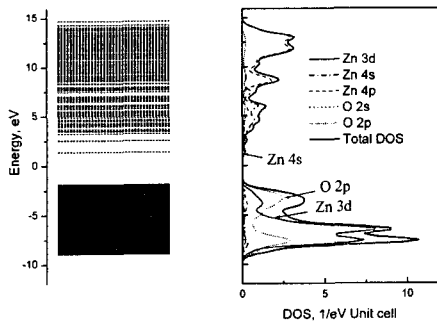 15
10
5
0
-5
-10
Energy, eV
Zn 3d
Zn 4s
Zn 4p
O 2s
O 2p
Total DOS
Zn 4s
O 2p
Zn 3d
0
5
10
DOS, 1/eV Unit cell